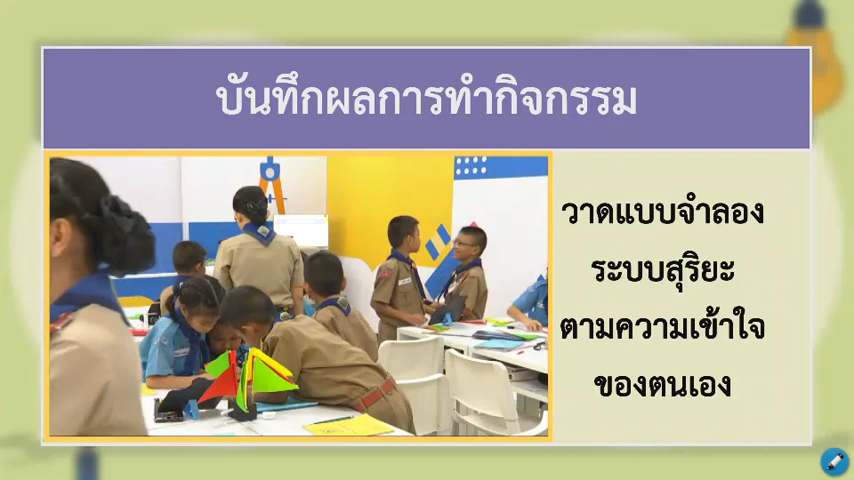 บันทึกผลการทำกิจกรรม
วาดแบบจำลอง
ระบบสุริยะ
ตามความเข้าใจ
ของตนเอง